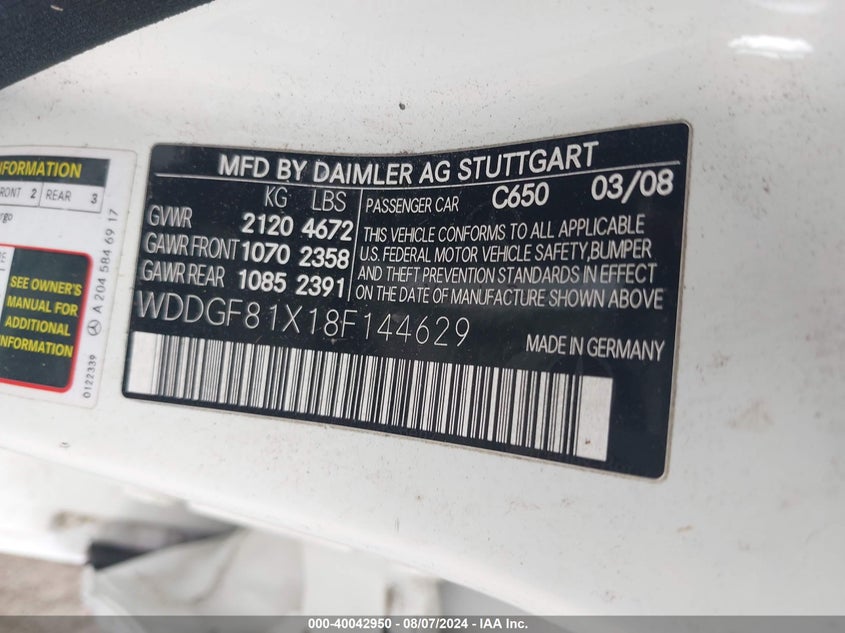 NFORMATION
RONT 2 REAR 3
rgo
SEE OWNER'S
MANUAL FOR
ADDITIONAL
INFORMATION
A 204 584 69 17
0122339
MFD BY DAIMLER AG STUTTGART
KG LBS
GVWR 2120 4672
GAWR FRONT 1070 2358
GAWR REAR 1085 2391
PASSENGER CAR C650 03/08
THIS VEHICLE CONFORMS TO ALL APPLICABLE
U.S. FEDERAL MOTOR VEHICLE SAFETY, BUMPER
AND THEFT PREVENTION STANDARDS IN EFFECT
ON THE DATE OF MANUFACTURE SHOWN ABOVE
WDDGF81X18F144629
MADE IN GERMANY
000-40042950 - 08/07/2024 - IAA Inc.